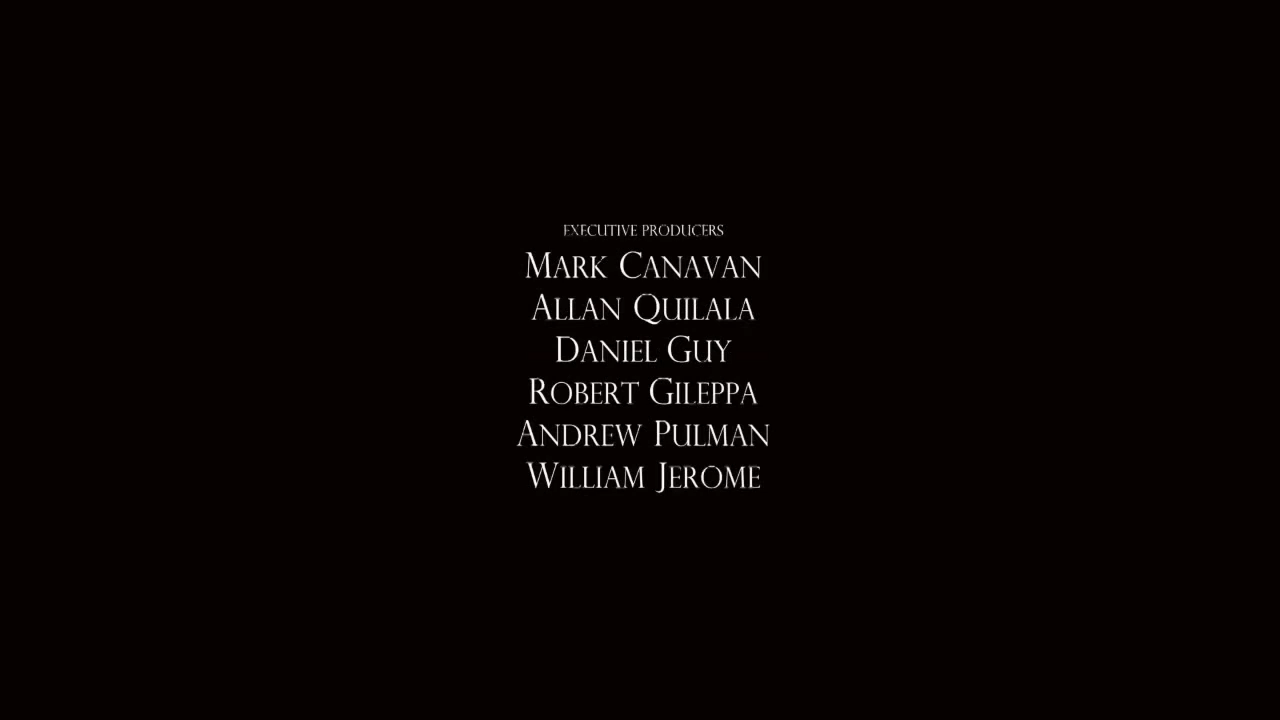 EXECUTIVE PRODUCERS
MARK CANAVAN
ALLAN QUILALA
DANIEL GUY
ROBERT GILEPPA
ANDREW PULMAN
WILLIAM JEROME